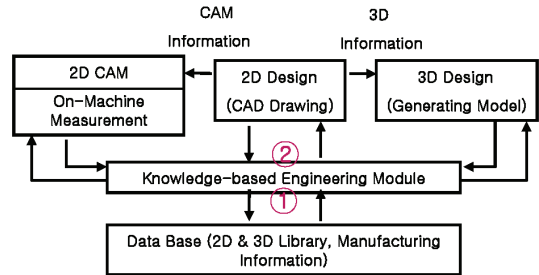 CAM
Information
3D
Information
2D CAM
On-Machine
Measurement
2D Design
(CAD Drawing)
3D Design
(Generating Model)
②
Knowledge-based Engineering Module
①
Data Base (2D & 3D Library, Manufacturing
Information)